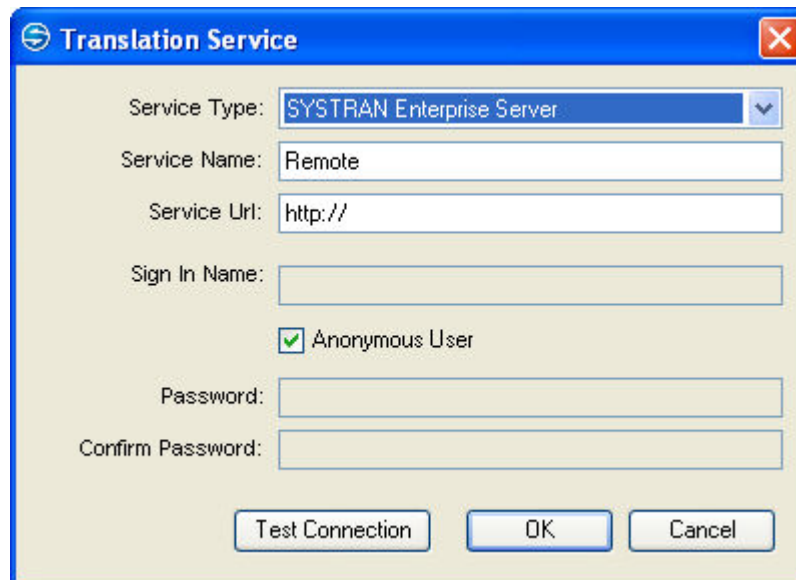 Translation Service
Service Type: SYSTRAN Enterprise Server
Service Name: Remote
Service Url: http://
Sign In Name:
Anonymous User
Password:
Confirm Password:
Test Connection OK Cancel